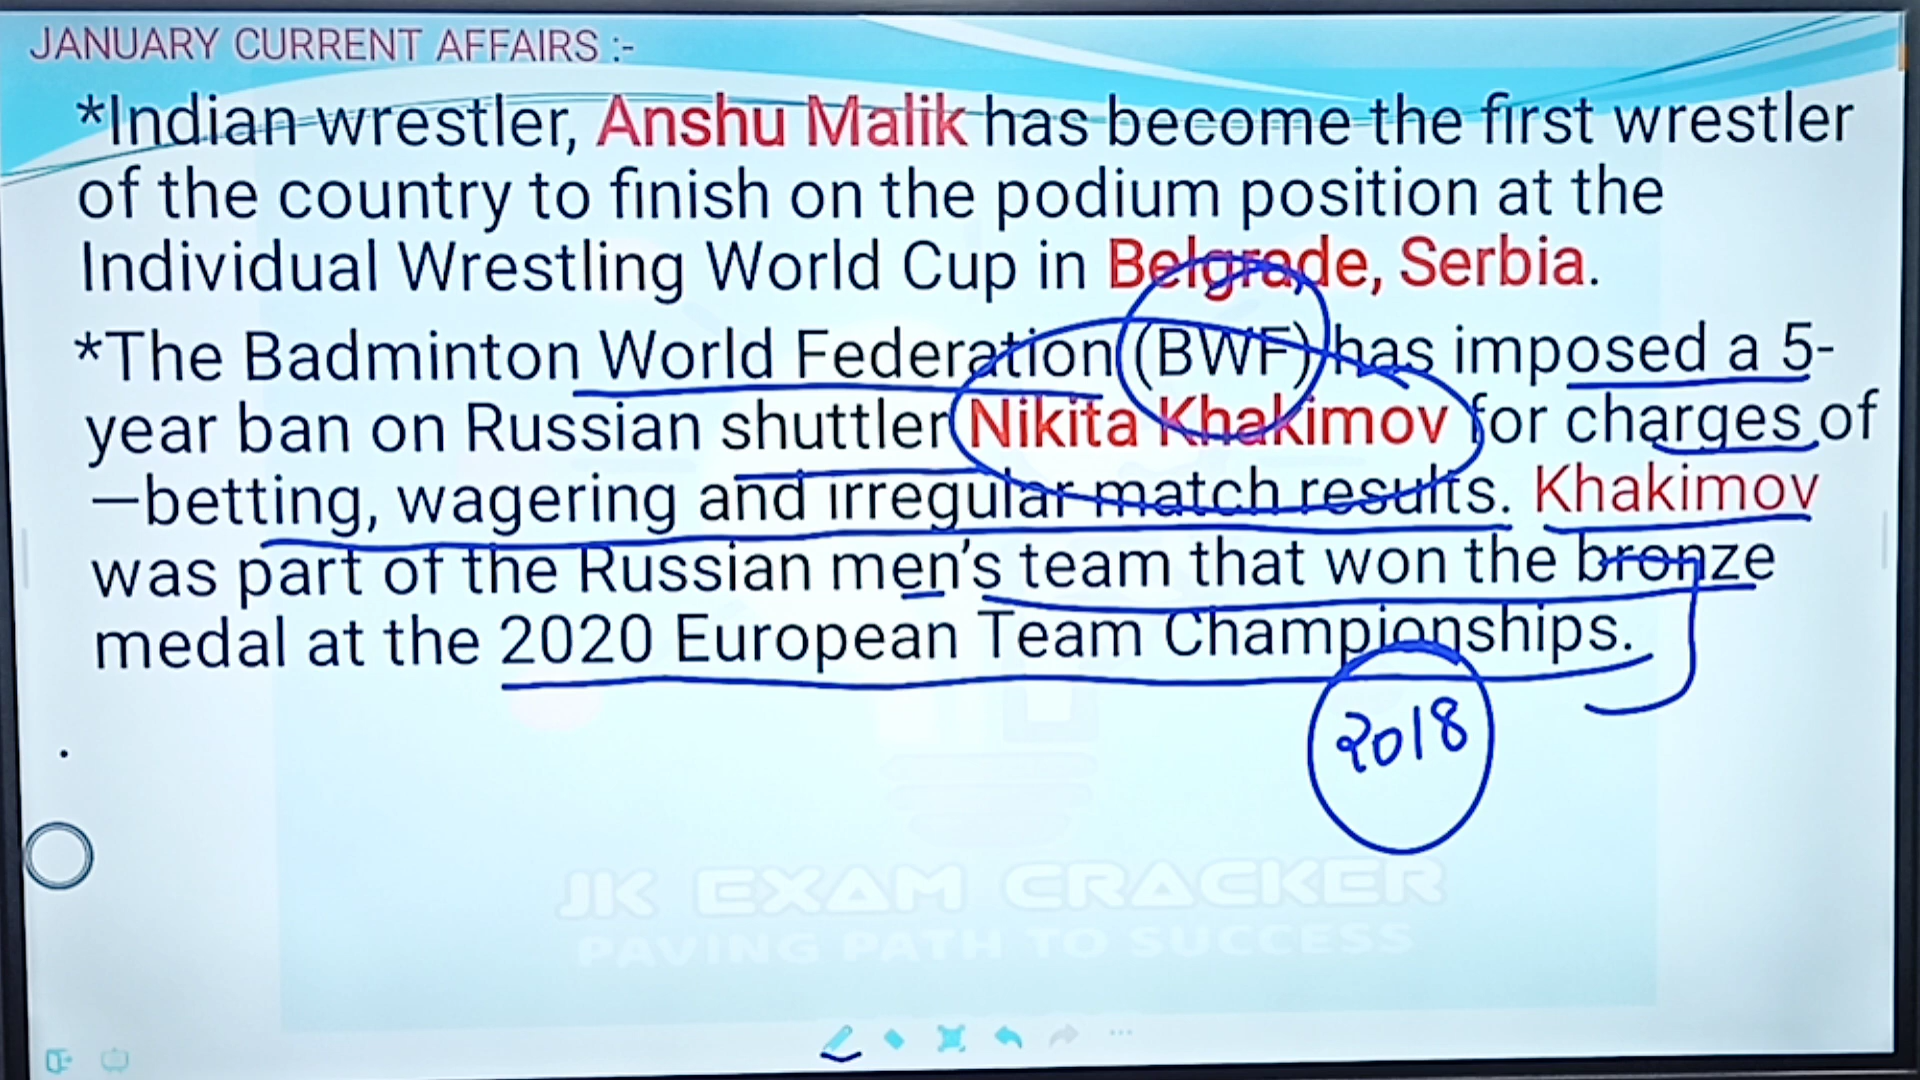 JANUARY CURRENT AFFAIRS :-
*Indian wrestler, Anshu Malik has become the first wrestler
of the country to finish on the podium position at the
Individual Wrestling World Cup in Belgrade, Serbia.
*The Badminton World Federation (BWF) has imposed a 5-
year ban on Russian shuttler Nikita Khakimov for charges of
—betting, wagering and irregular match results. Khakimov
was part of the Russian men’s team that won the bronze
medal at the 2020 European Team Championships.
2018
JK EXAM CRACKER
PAVING PATH TO SUCCESS